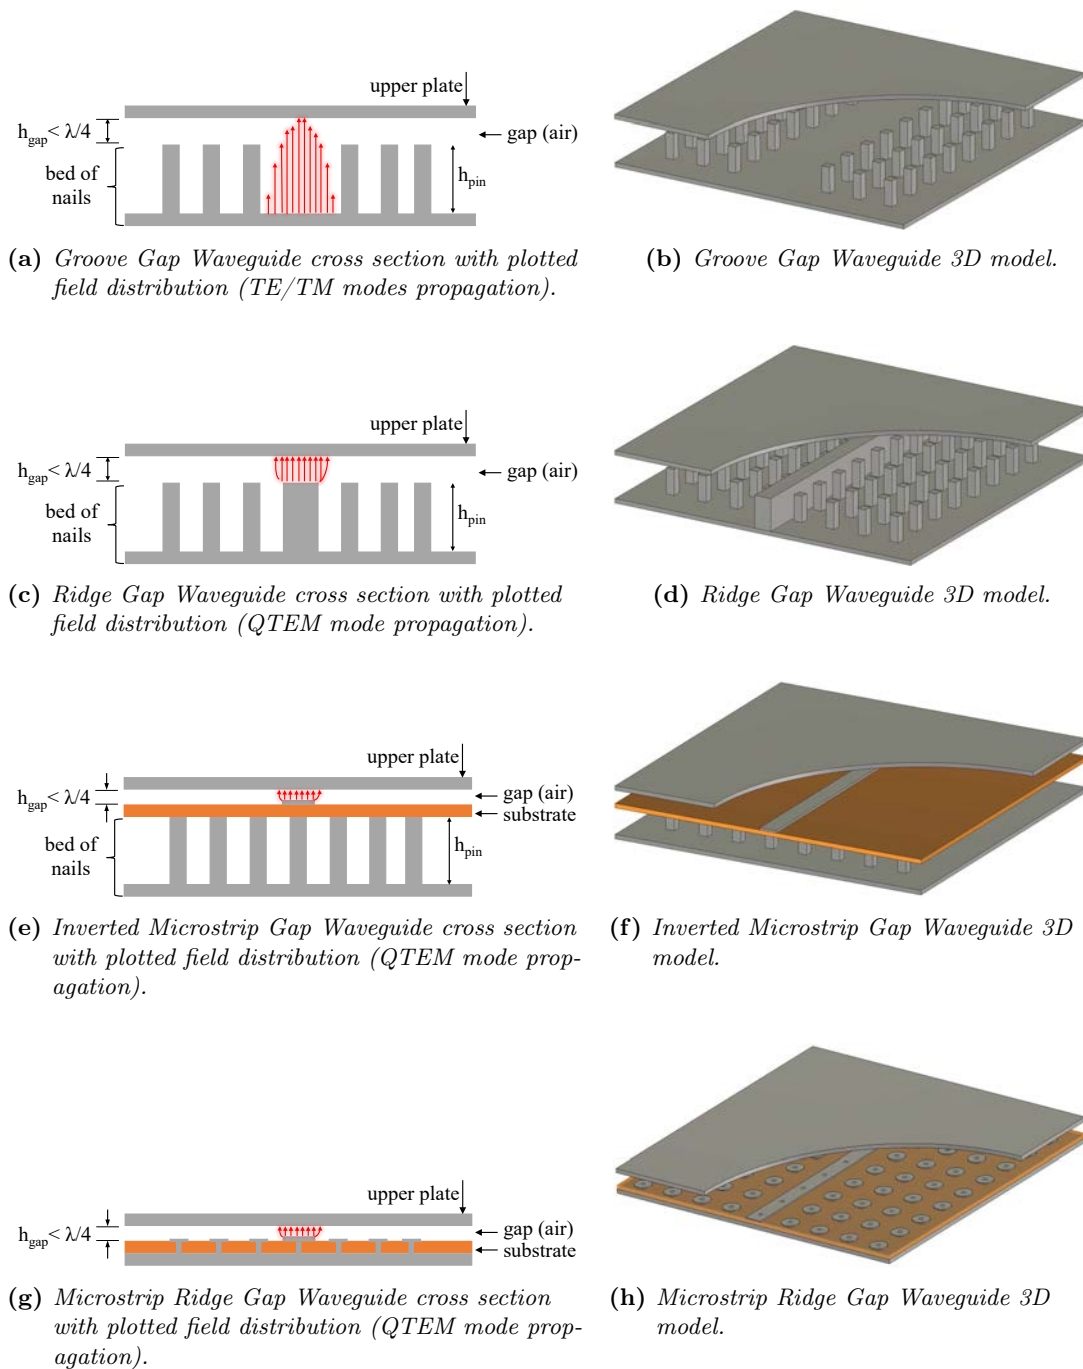 upper plate
h_gap < λ/4
gap (air)
bed of
nails
h_pin
(a) Groove Gap Waveguide cross section with plotted
field distribution (TE/TM modes propagation).
(b) Groove Gap Waveguide 3D model.
upper plate
h_gap < λ/4
gap (air)
bed of
nails
h_pin
(c) Ridge Gap Waveguide cross section with plotted
field distribution (QTEM mode propagation).
(d) Ridge Gap Waveguide 3D model.
upper plate
h_gap < λ/4
gap (air)
substrate
bed of
nails
h_pin
(e) Inverted Microstrip Gap Waveguide cross section
with plotted field distribution (QTEM mode prop-
agation).
(f) Inverted Microstrip Gap Waveguide 3D
model.
upper plate
h_gap < λ/4
gap (air)
substrate
(g) Microstrip Ridge Gap Waveguide cross section
with plotted field distribution (QTEM mode prop-
agation).
(h) Microstrip Ridge Gap Waveguide 3D
model.